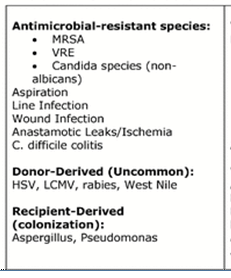 Antimicrobial-resistant species:
• MRSA
• VRE
• Candida species (non-
albicans)
Aspiration
Line Infection
Wound Infection
Anastamotic Leaks/Ischemia
C. difficile colitis
Donor-Derived (Uncommon):
HSV, LCMV, rabies, West Nile
Recipient-Derived
(colonization):
Aspergillus, Pseudomonas